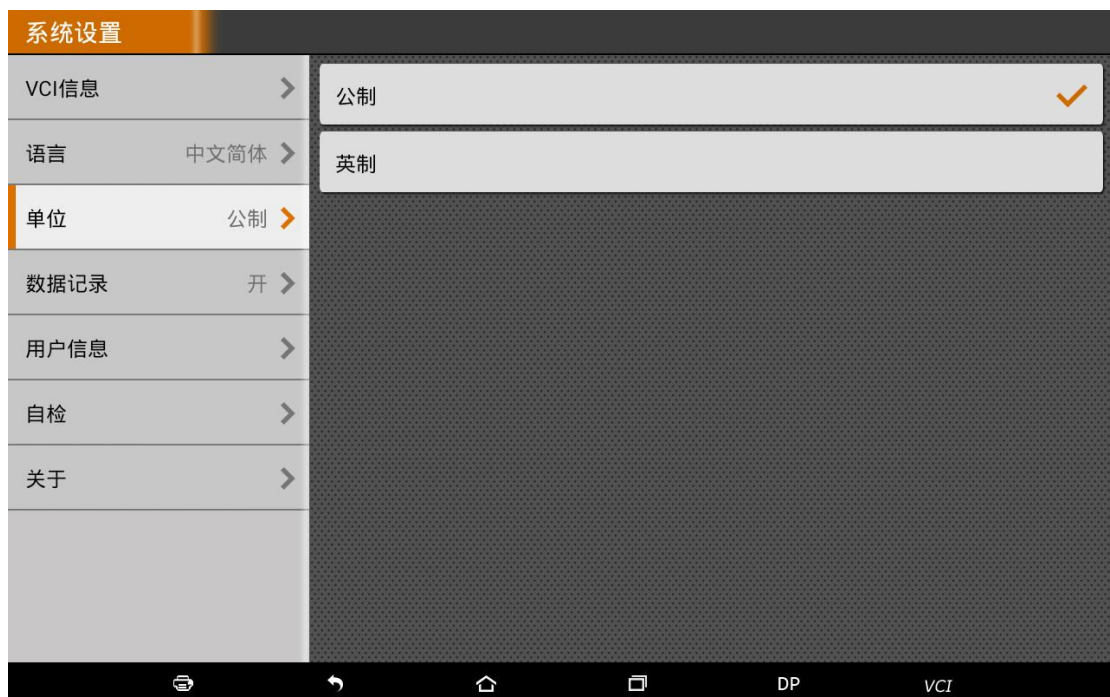 系统设置
VCI信息
语言 中文简体
单位 公制
数据记录 开
用户信息
自检
关于
公制
英制
DP VCI